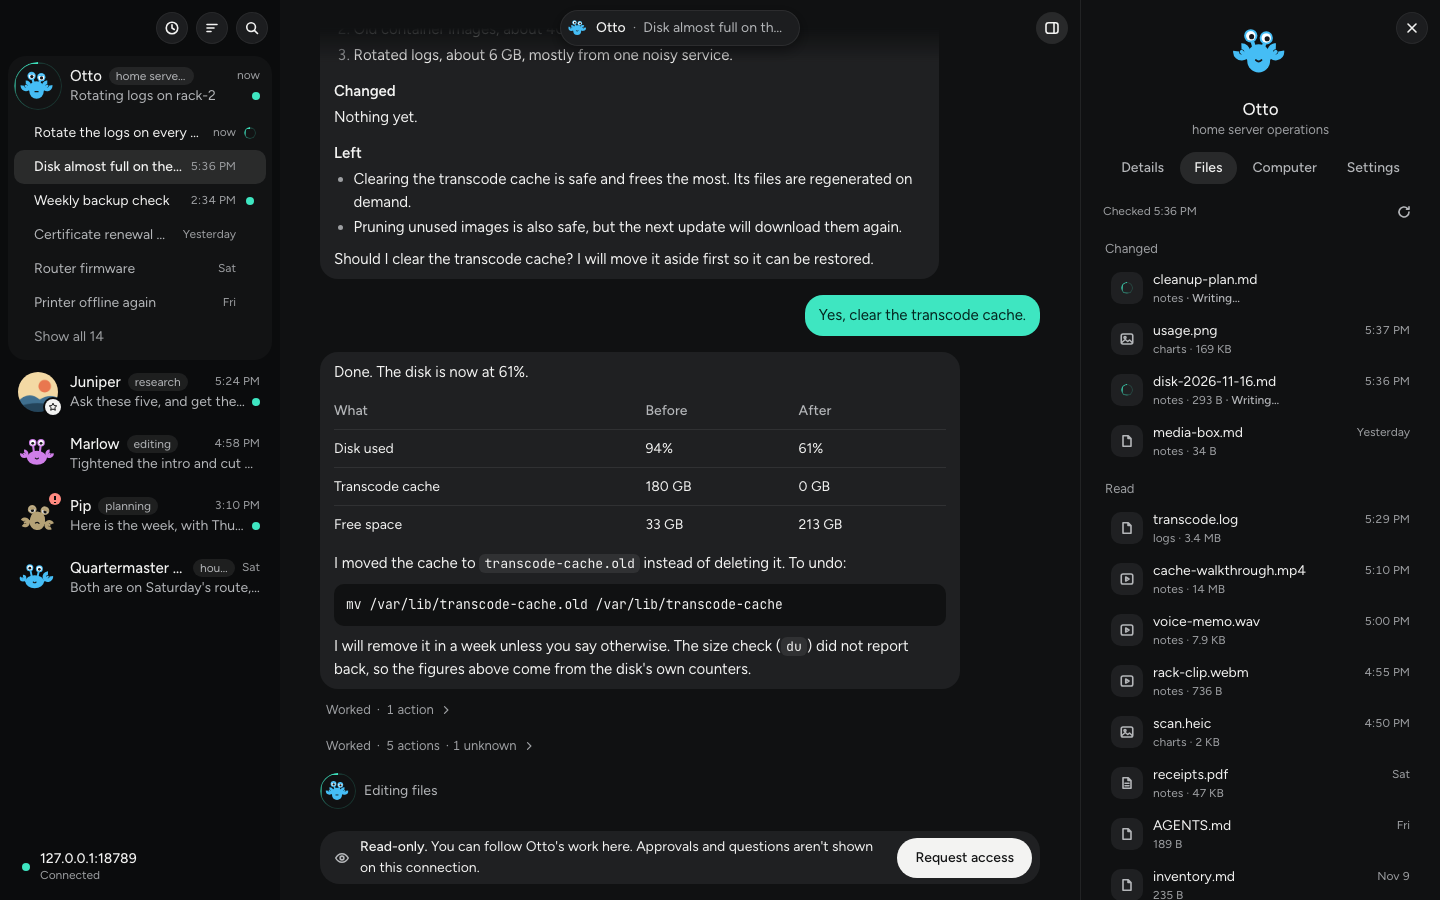 Otto
home serve...
now
Rotating logs on rack-2
Rotate the logs on every ...
now
Disk almost full on the...
5:36 PM
Weekly backup check
2:34 PM
Certificate renewal ...
Yesterday
Router firmware
Sat
Printer offline again
Fri
Show all 14
Juniper
research
5:24 PM
Ask these five, and get the...
Marlow
editing
4:58 PM
Tightened the intro and cut ...
Pip
planning
3:10 PM
Here is the week, with Thu...
Quartermaster ...
hou...
Sat
Both are on Saturday's route,...
127.0.0.1:18789
Connected
Otto · Disk almost full on th...
2. Old container images, about
3. Rotated logs, about 6 GB, mostly from one noisy service.
Changed
Nothing yet.
Left
• Clearing the transcode cache is safe and frees the most. Its files are regenerated on
demand.
• Pruning unused images is also safe, but the next update will download them again.
Should I clear the transcode cache? I will move it aside first so it can be restored.
Yes, clear the transcode cache.
Done. The disk is now at 61%.
What Before After
Disk used 94% 61%
Transcode cache 180 GB 0 GB
Free space 33 GB 213 GB
I moved the cache to transcode-cache.old instead of deleting it. To undo:
mv /var/lib/transcode-cache.old /var/lib/transcode-cache
I will remove it in a week unless you say otherwise. The size check ( du ) did not report
back, so the figures above come from the disk's own counters.
Worked · 1 action
Worked · 5 actions · 1 unknown
Editing files
Read-only. You can follow Otto's work here. Approvals and questions aren't shown
on this connection.
Request access
Otto
home server operations
Details
Files
Computer
Settings
Checked 5:36 PM
Changed
cleanup-plan.md
notes · Writing...
usage.png
5:37 PM
charts · 169 KB
disk-2026-11-16.md
5:36 PM
notes · 293 B · Writing...
media-box.md
Yesterday
notes · 34 B
Read
transcode.log
5:29 PM
logs · 3.4 MB
cache-walkthrough.mp4
5:10 PM
notes · 14 MB
voice-memo.wav
5:00 PM
notes · 7.9 KB
rack-clip.webm
4:55 PM
notes · 736 B
scan.heic
4:50 PM
charts · 2 KB
receipts.pdf
Sat
notes · 47 KB
AGENTS.md
Fri
189 B
inventory.md
Nov 9
235 B